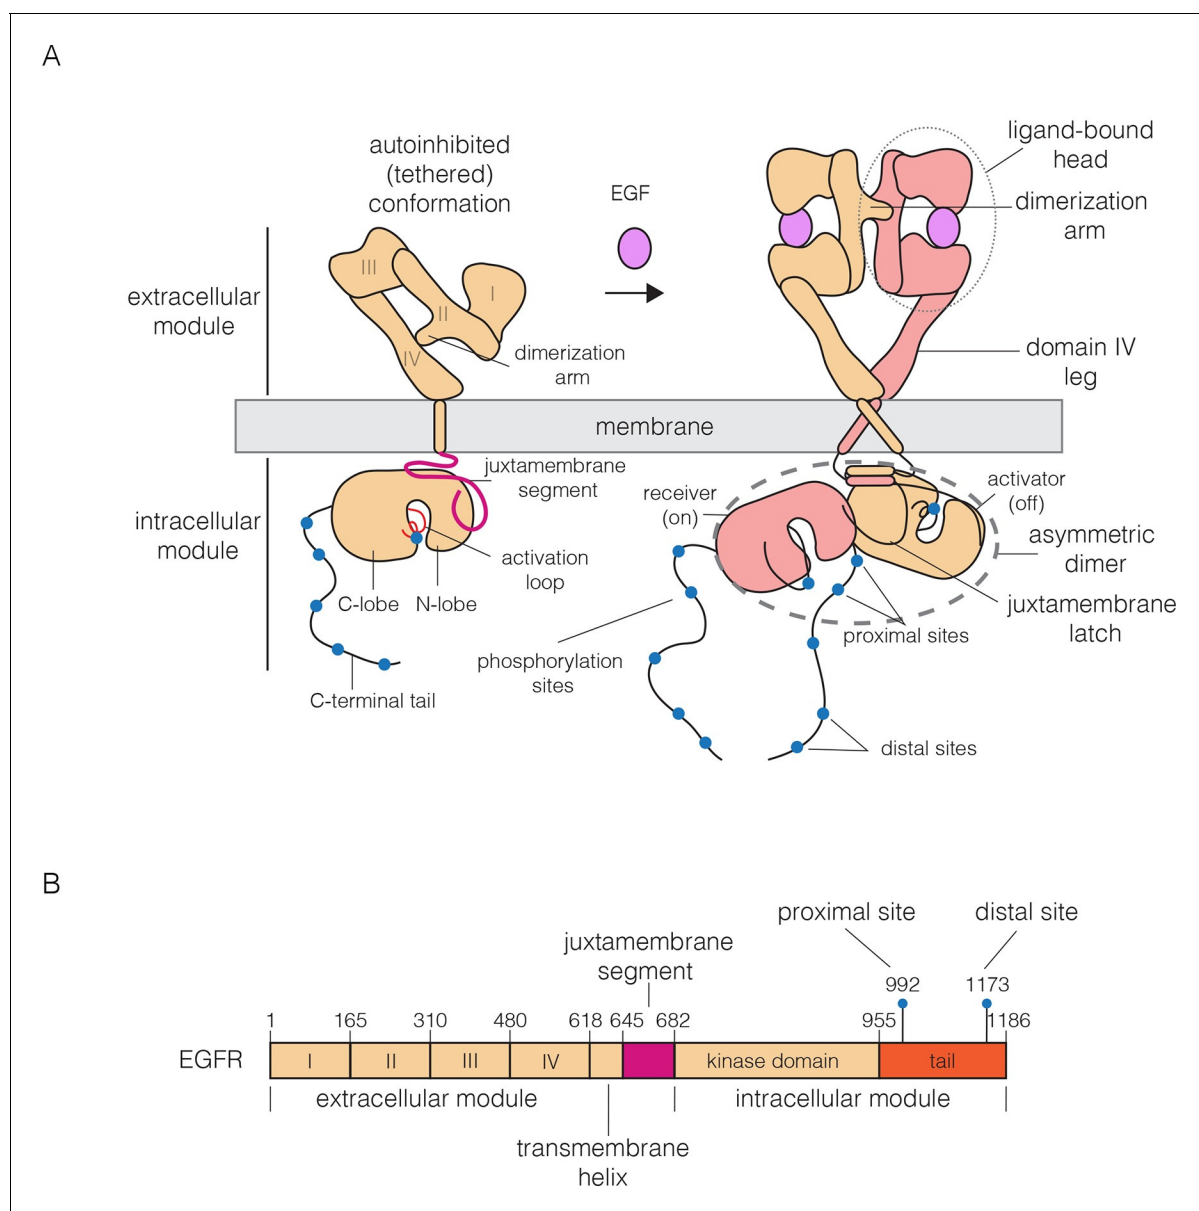 A
autoinhibited
(tethered)
conformation
EGF
ligand-bound
head
dimerization
arm
III
I
II
IV
extracellular
module
dimerization
arm
domain IV
leg
membrane
juxtamembrane
segment
receiver
(on)
activator
(off)
intracellular
module
activation
loop
asymmetric
dimer
C-lobe
N-lobe
juxtamembrane
latch
proximal sites
phosphorylation
sites
C-terminal tail
distal sites
B
proximal site
distal site
juxtamembrane
segment
992
1173
1 165 310 480 618 645 682 955 1186
EGFR
I II III IV kinase domain tail
extracellular module
intracellular module
transmembrane
helix